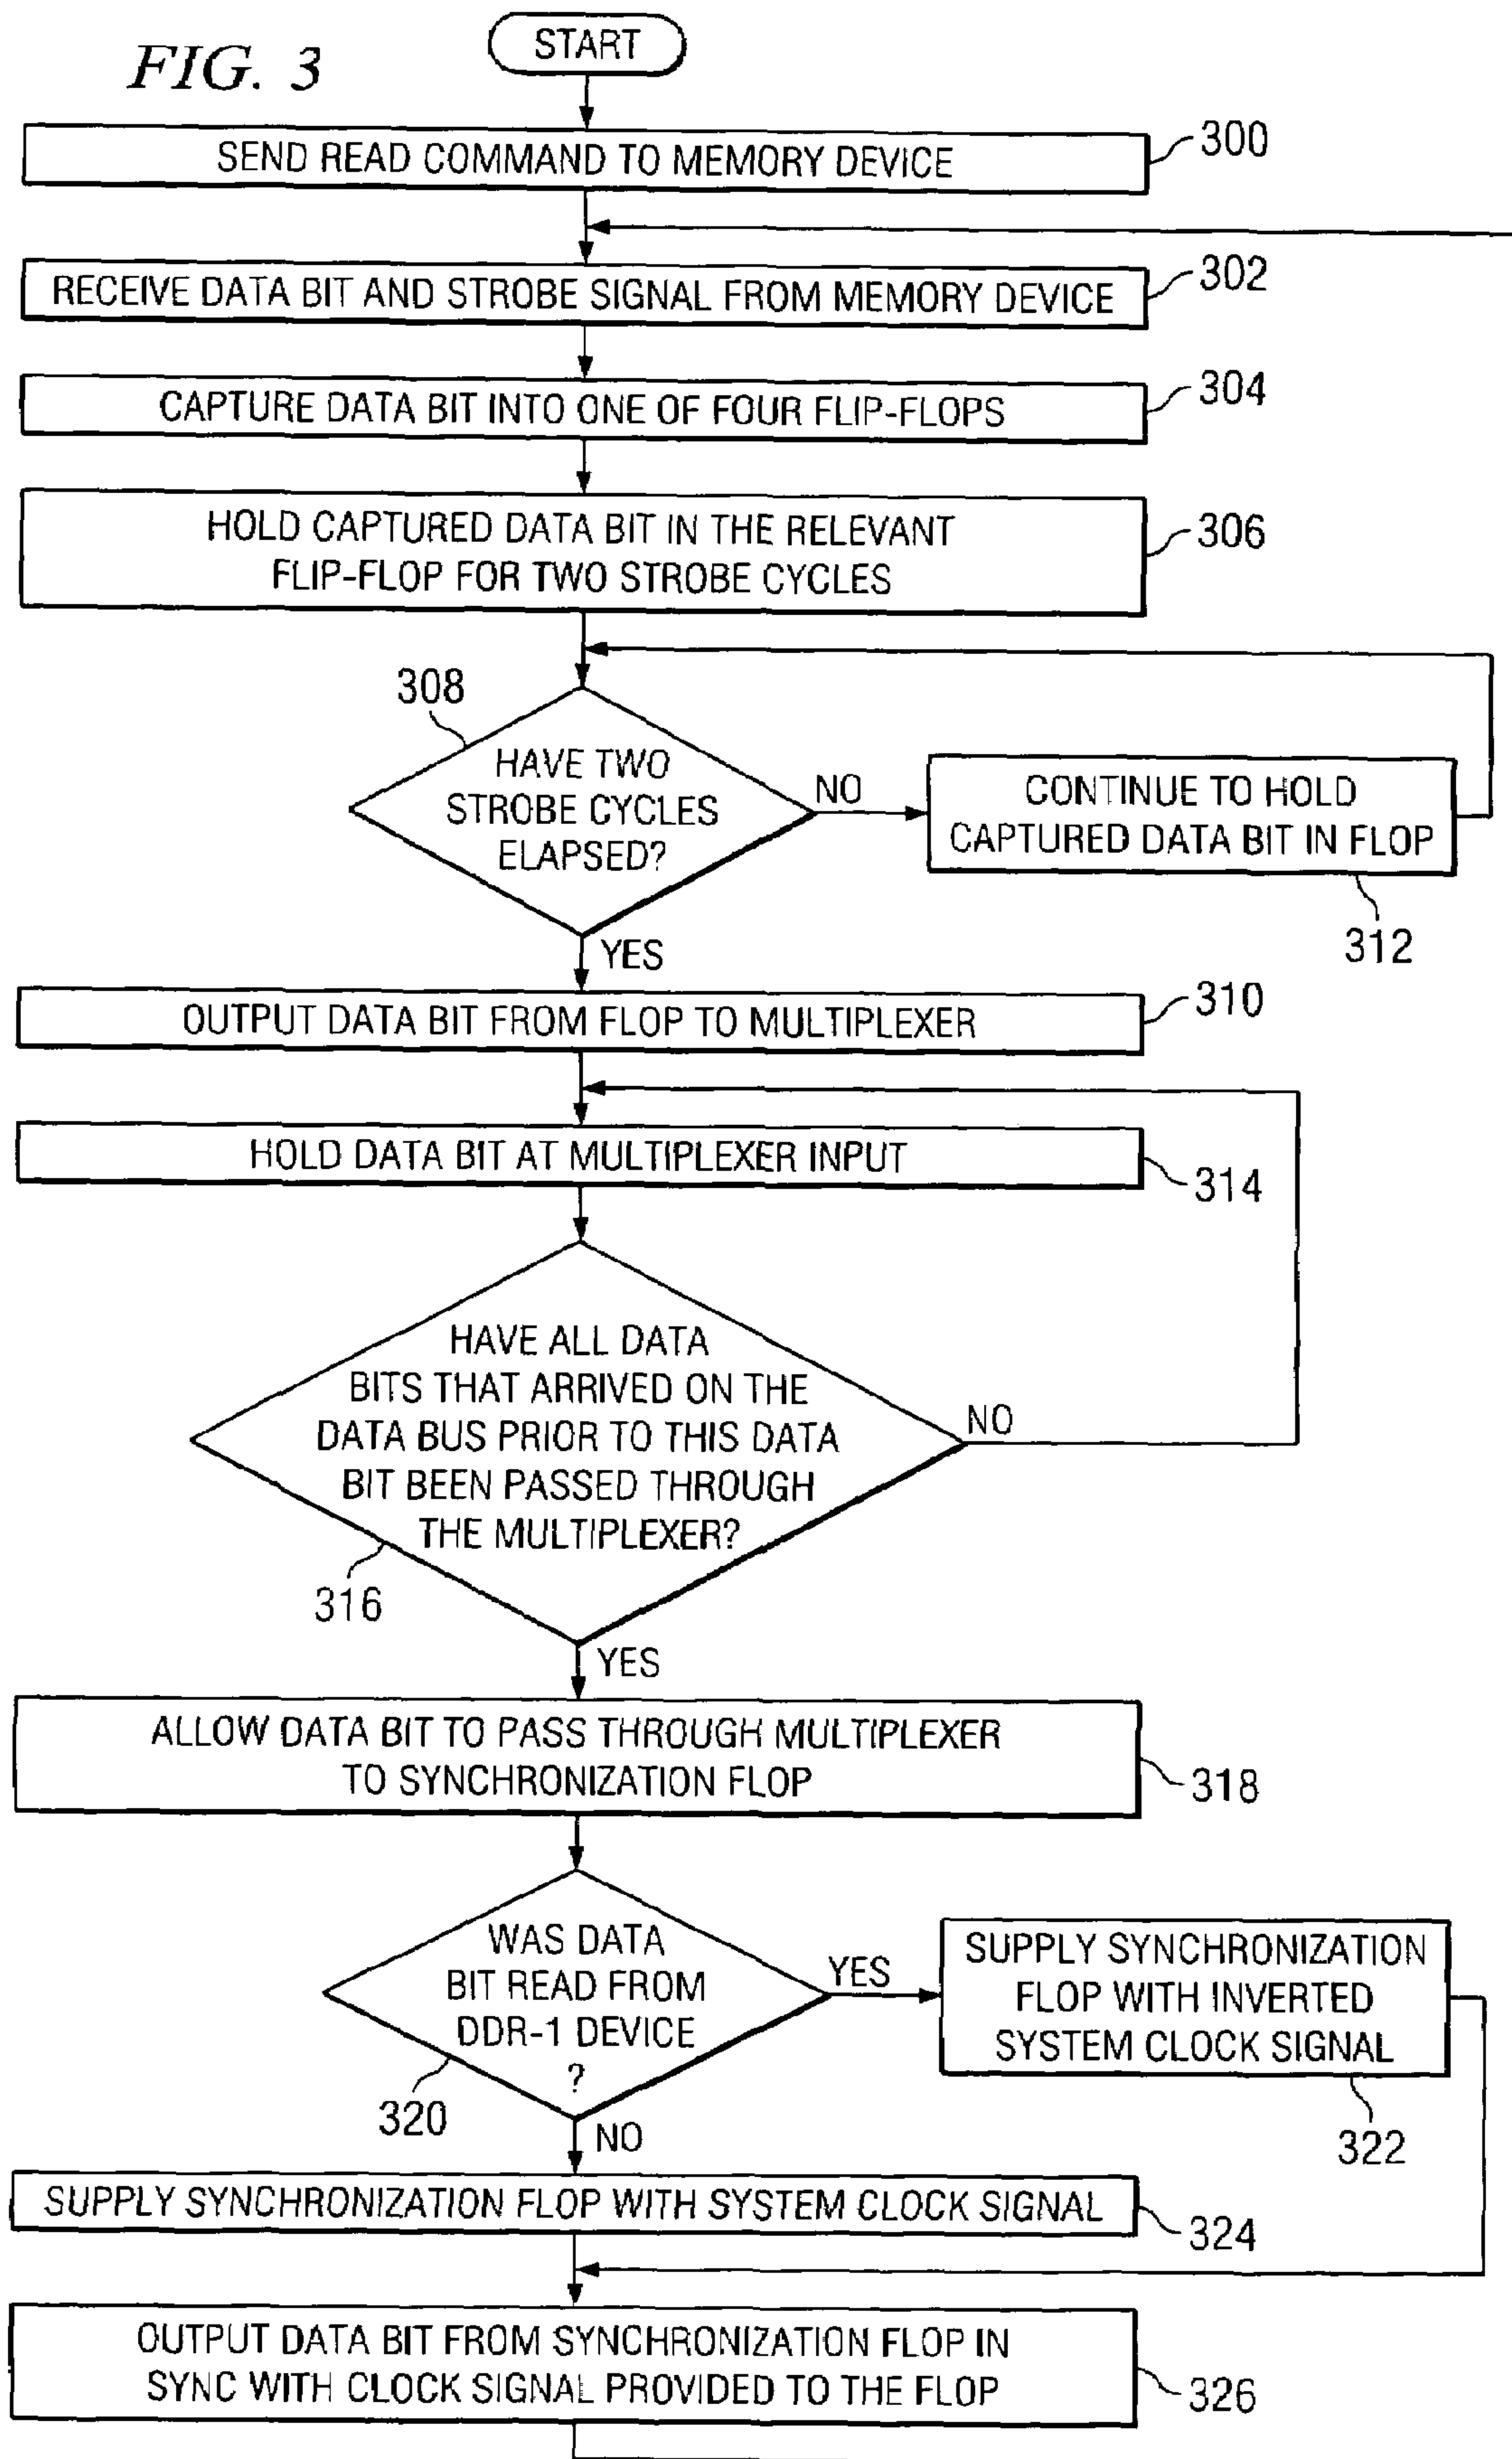 FIG. 3
START
SEND READ COMMAND TO MEMORY DEVICE
300
RECEIVE DATA BIT AND STROBE SIGNAL FROM MEMORY DEVICE
302
CAPTURE DATA BIT INTO ONE OF FOUR FLIP-FLOPS
304
HOLD CAPTURED DATA BIT IN THE RELEVANT
FLIP-FLOP FOR TWO STROBE CYCLES
306
308
HAVE TWO
STROBE CYCLES
ELAPSED?
NO
CONTINUE TO HOLD
CAPTURED DATA BIT IN FLOP
312
YES
OUTPUT DATA BIT FROM FLOP TO MULTIPLEXER
310
HOLD DATA BIT AT MULTIPLEXER INPUT
314
HAVE ALL DATA
BITS THAT ARRIVED ON THE
DATA BUS PRIOR TO THIS DATA
BIT BEEN PASSED THROUGH
THE MULTIPLEXER?
NO
316
YES
ALLOW DATA BIT TO PASS THROUGH MULTIPLEXER
TO SYNCHRONIZATION FLOP
318
WAS DATA
BIT READ FROM
DDR-1 DEVICE
?
YES
320
SUPPLY SYNCHRONIZATION
FLOP WITH INVERTED
SYSTEM CLOCK SIGNAL
322
NO
SUPPLY SYNCHRONIZATION FLOP WITH SYSTEM CLOCK SIGNAL
324
OUTPUT DATA BIT FROM SYNCHRONIZATION FLOP IN
SYNC WITH CLOCK SIGNAL PROVIDED TO THE FLOP
326